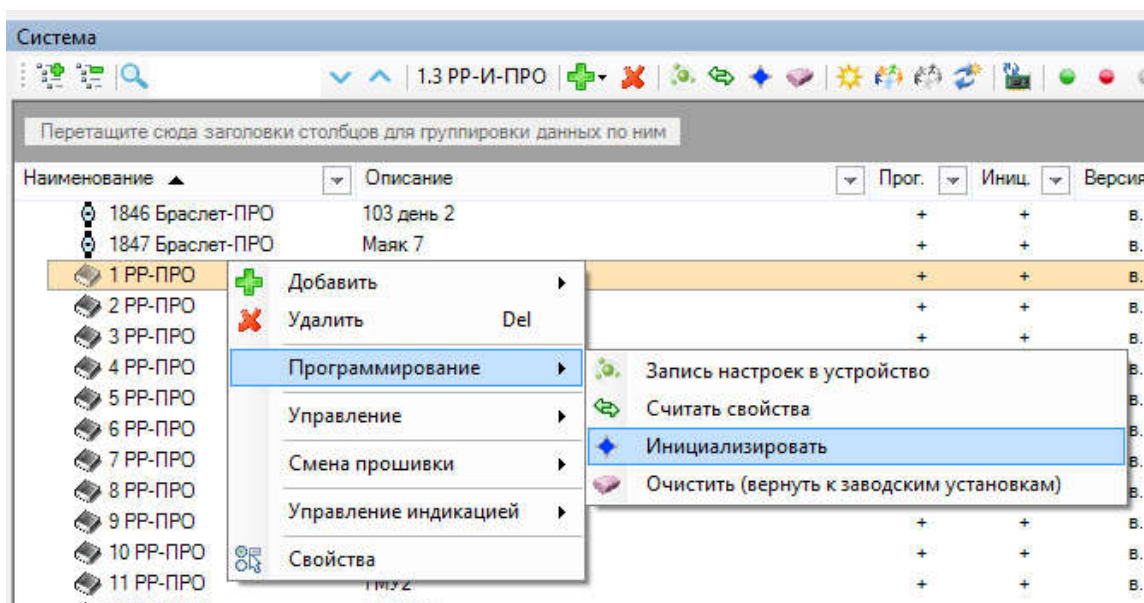 Система
1.3 РР-И-ПРО
Перетащите сюда заголовки столбцов для группировки данных по ним
Наименование Описание Прог. Иниц. Версия
1846 Браслет-ПРО 103 день 2 + + в.
1847 Браслет-ПРО Маяк 7 + + в.
1 РР-ПРО + + в.
2 РР-ПРО + + в.
3 РР-ПРО + + в.
4 РР-ПРО в.
5 РР-ПРО в.
6 РР-ПРО в.
7 РР-ПРО в.
8 РР-ПРО в.
9 РР-ПРО + + в.
10 РР-ПРО + + в.
11 РР-ПРО ТМУ2 + + в.
Добавить
Удалить Del
Программирование
Управление
Смена прошивки
Управление индикацией
Свойства
Запись настроек в устройство
Считать свойства
Инициализировать
Очистить (вернуть к заводским установкам)